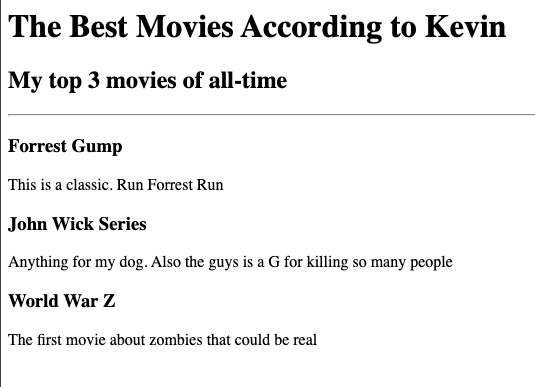 The Best Movies According to Kevin
My top 3 movies of all-time
Forrest Gump
This is a classic. Run Forrest Run
John Wick Series
Anything for my dog. Also the guys is a G for killing so many people
World War Z
The first movie about zombies that could be real